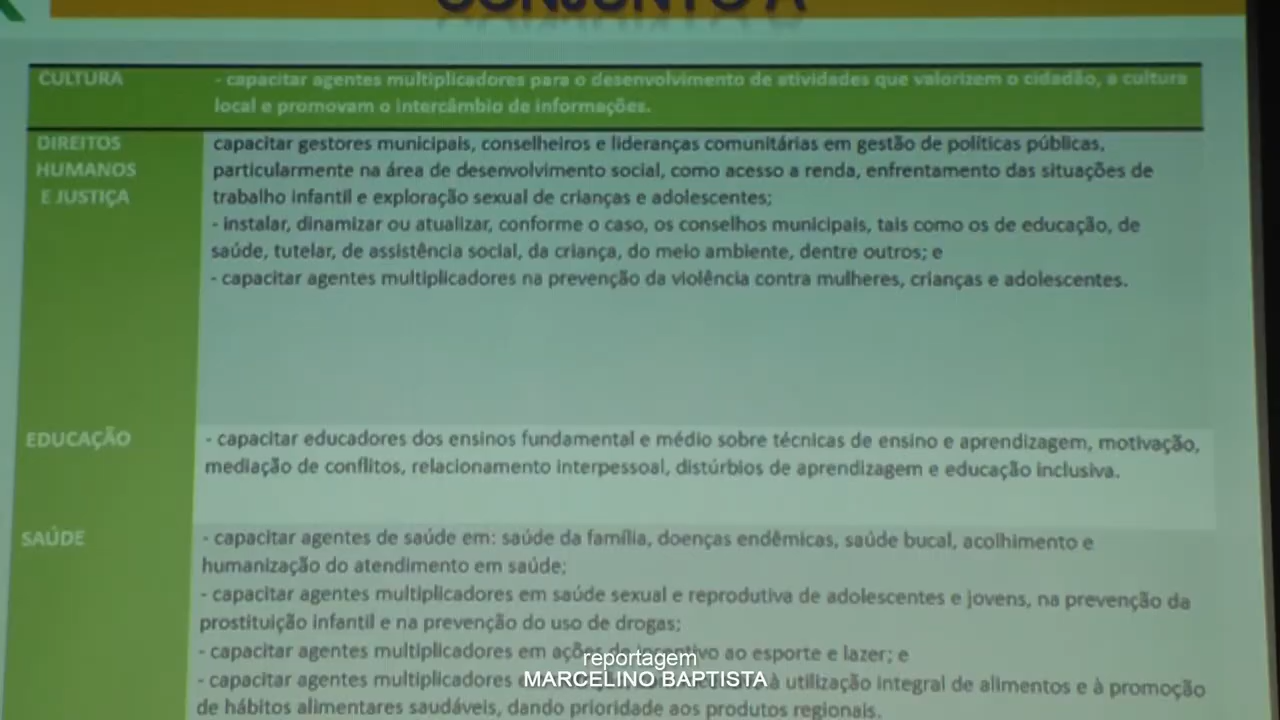 CONJUNTO A
CULTURA
- capacitar agentes multiplicadores para o desenvolvimento de atividades que valorizem o cidadão, a cultura
local e promovam o intercâmbio de informações.
DIREITOS
HUMANOS
E JUSTIÇA
capacitar gestores municipais, conselheiros e lideranças comunitárias em gestão de políticas públicas,
particularmente na área de desenvolvimento social, como acesso a renda, enfrentamento das situações de
trabalho infantil e exploração sexual de crianças e adolescentes;
- instalar, dinamizar ou atualizar, conforme o caso, os conselhos municipais, tais como os de educação, de
saúde, tutelar, de assistência social, da criança, do meio ambiente, dentre outros; e
- capacitar agentes multiplicadores na prevenção da violência contra mulheres, crianças e adolescentes.
EDUCAÇÃO
- capacitar educadores dos ensinos fundamental e médio sobre técnicas de ensino e aprendizagem, motivação,
mediação de conflitos, relacionamento interpessoal, distúrbios de aprendizagem e educação inclusiva.
SAÚDE
- capacitar agentes de saúde em: saúde da família, doenças endêmicas, saúde bucal, acolhimento e
humanização do atendimento em saúde;
- capacitar agentes multiplicadores em saúde sexual e reprodutiva de adolescentes e jovens, na prevenção da
prostituição infantil e na prevenção do uso de drogas;
- capacitar agentes multiplicadores em ações de incentivo ao esporte e lazer; e
- capacitar agentes multiplicadores à utilização integral de alimentos e à promoção
de hábitos alimentares saudáveis, dando prioridade aos produtos regionais.
reportagem
MARCELINO BAPTISTA